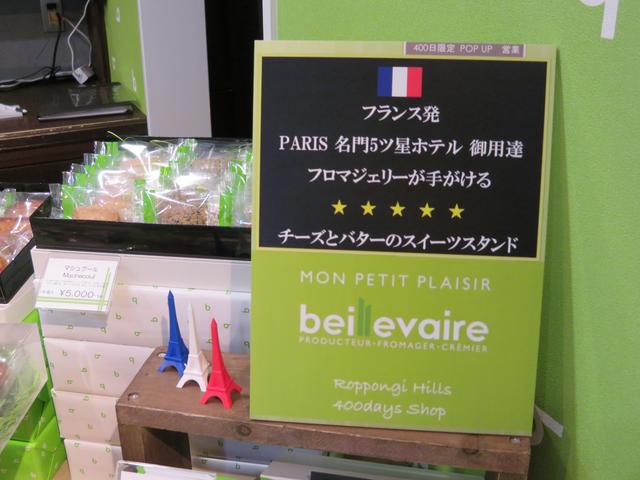 400日限定 POP UP 営業
フランス発
PARIS 名門5ツ星ホテル 御用達
フロマジェリーが手がける
★★★★★
チーズとバターのスイーツスタンド
MON PETIT PLAISIR
beillevaire
PRODUCTEUR-FROMAGER-CRÉMIER
Roppongi Hills
400days Shop
マシュクール
Machecoul
¥5,000